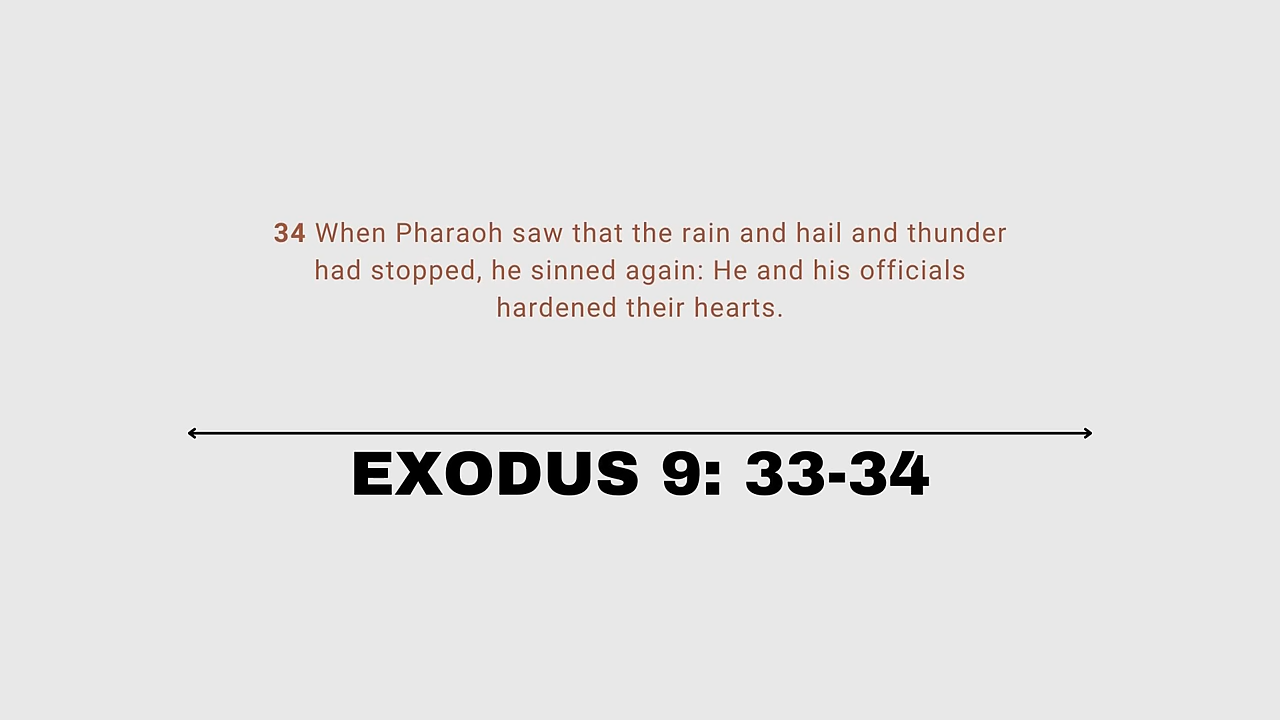 34 When Pharaoh saw that the rain and hail and thunder
had stopped, he sinned again: He and his officials
hardened their hearts.
EXODUS 9: 33-34